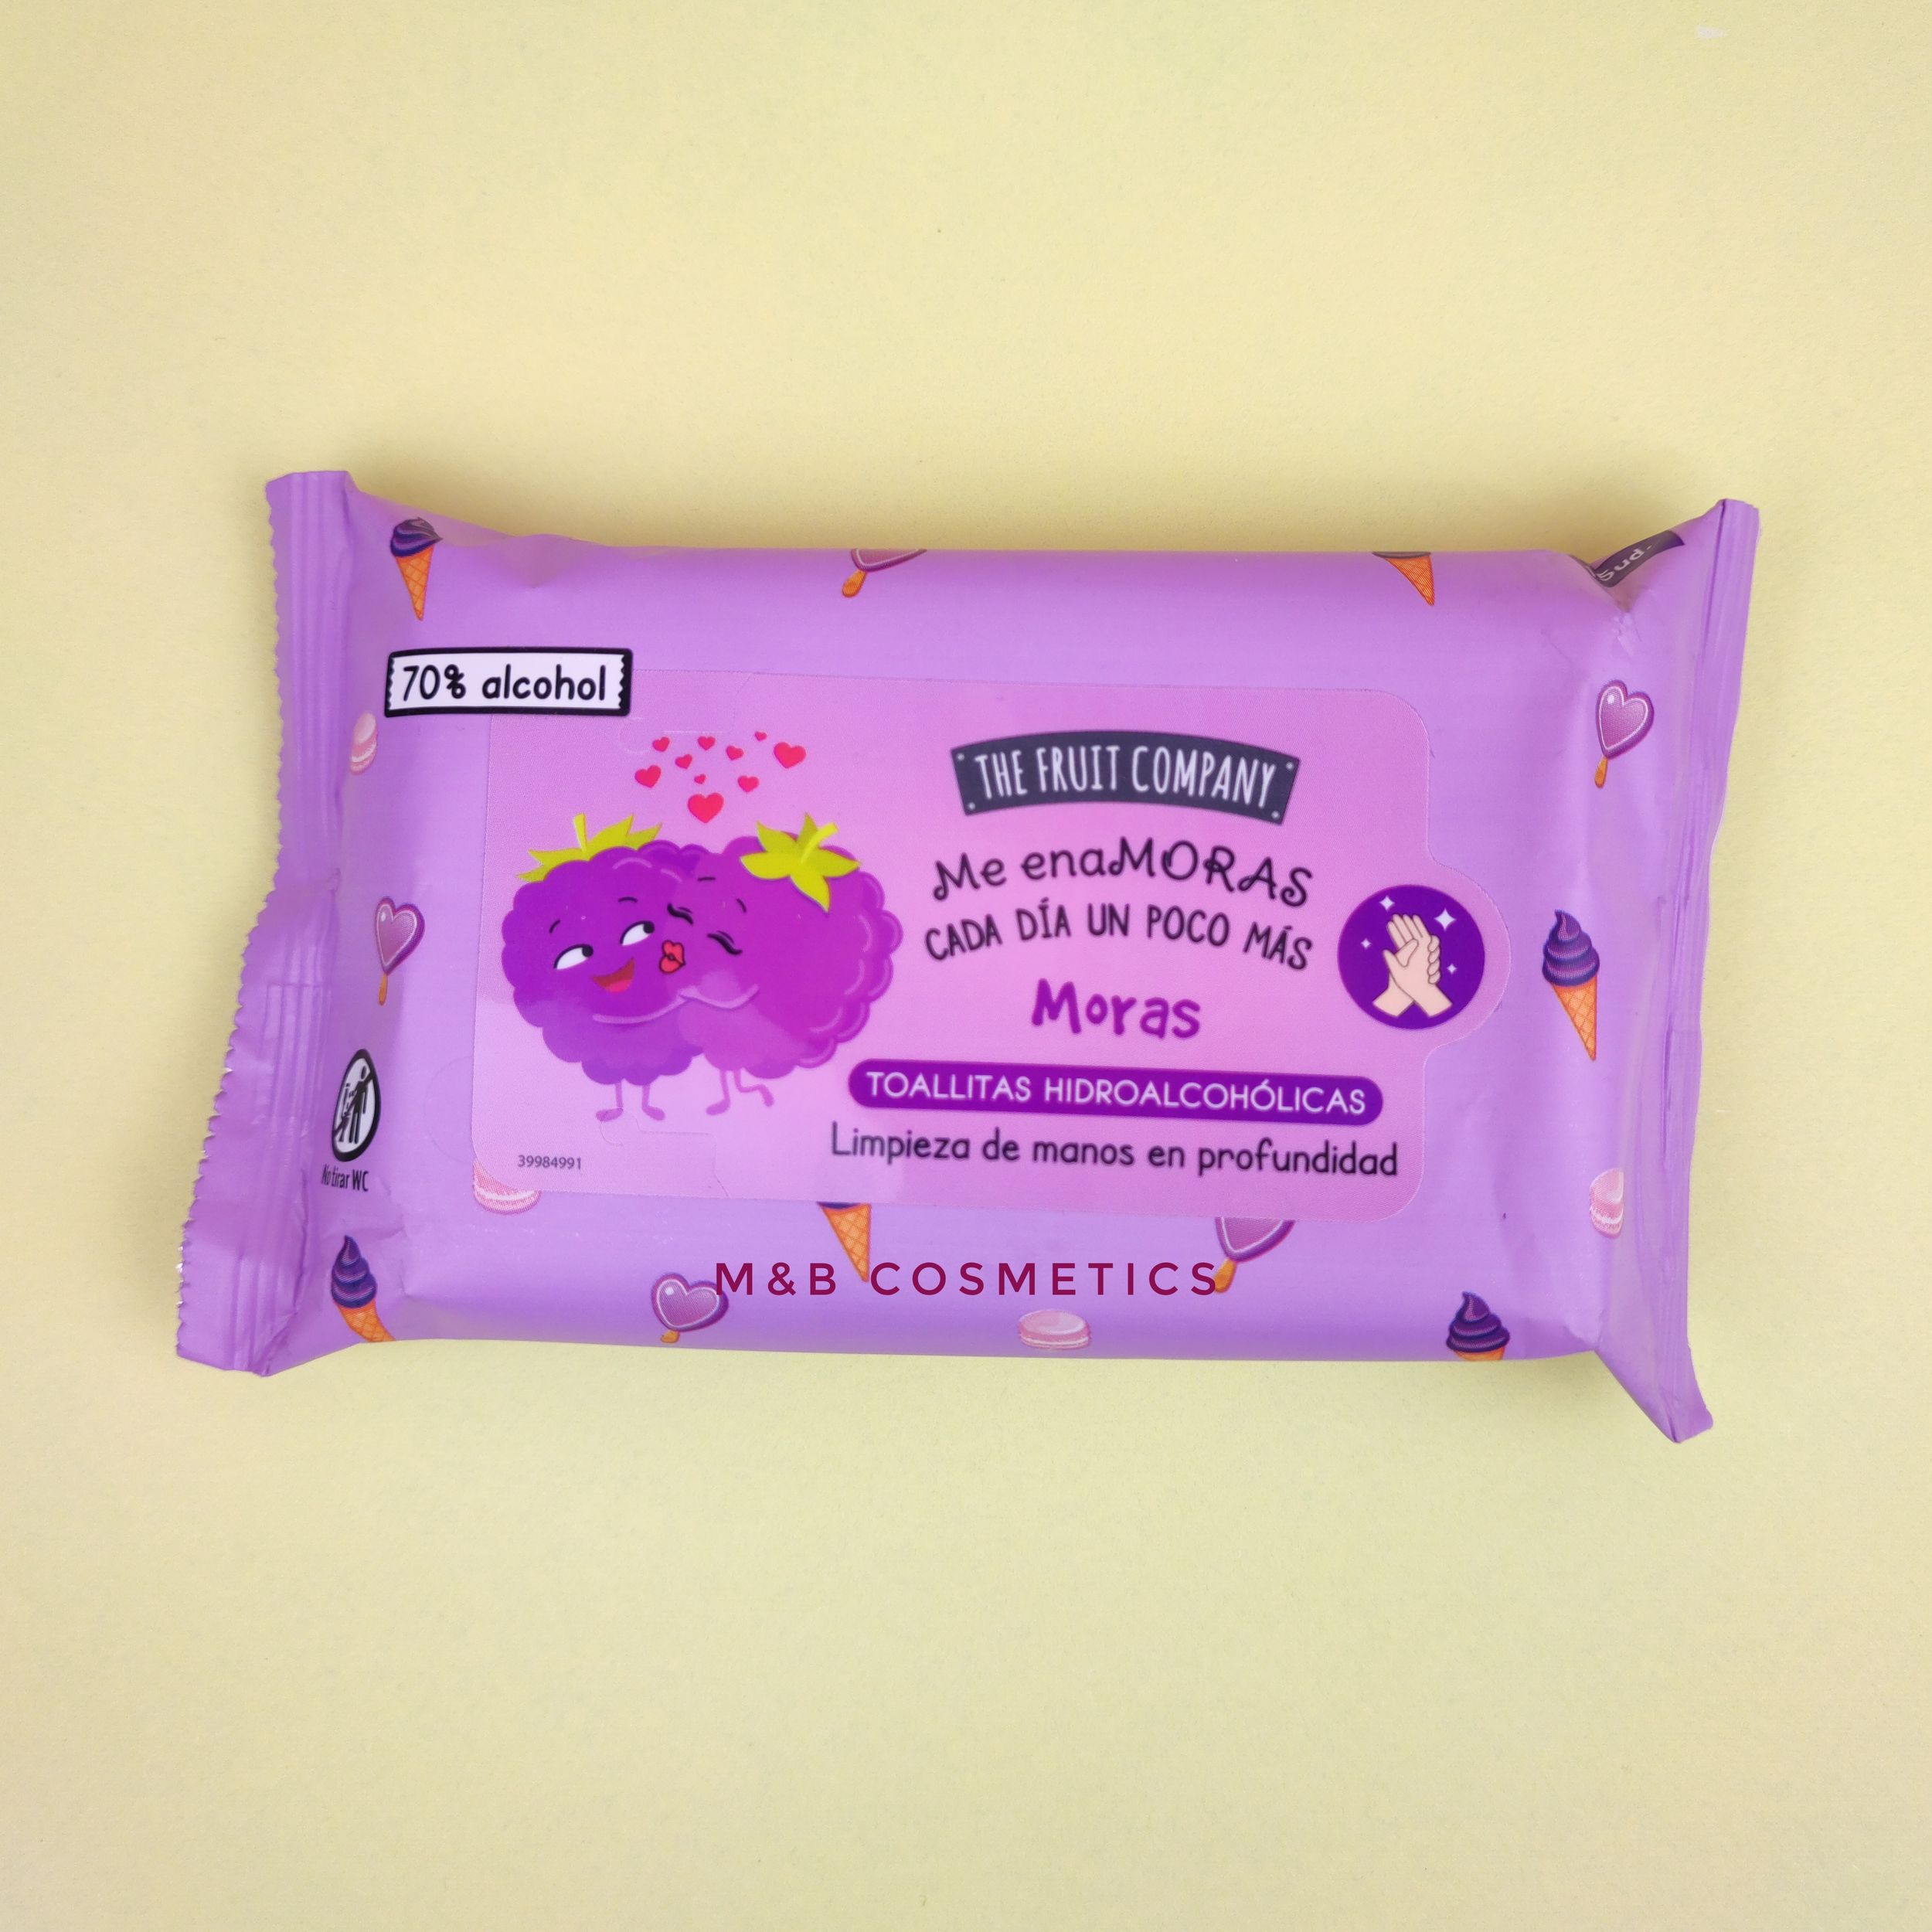 70% alcohol
THE FRUIT COMPANY
Me enaMORAS
CADA DÍA UN POCO MÁS
Moras
TOALLITAS HIDROALCOHÓLICAS
Limpieza de manos en profundidad
39984991
No tirar WC
M&B COSMETICS